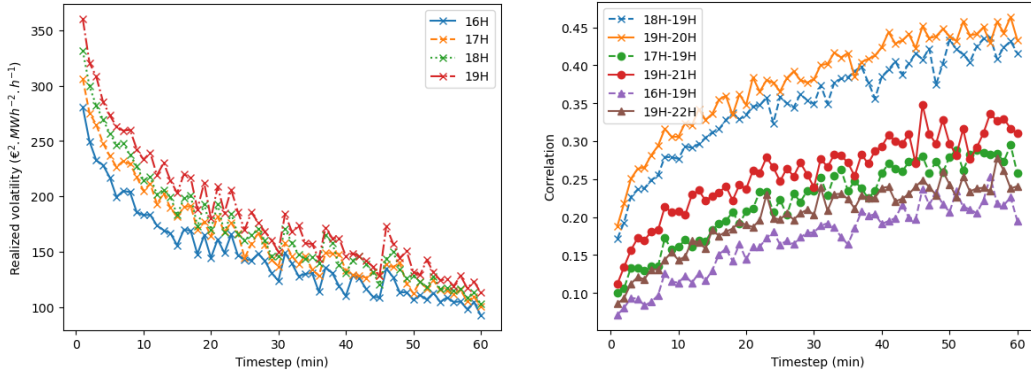 Realized volatility (€². MWh⁻². h⁻¹)
350
300
250
200
150
100
0
10
20
30
40
50
60
Timestep (min)
16H
17H
18H
19H
Correlation
0.45
0.40
0.35
0.30
0.25
0.20
0.15
0.10
0
10
20
30
40
50
60
Timestep (min)
18H-19H
19H-20H
17H-19H
19H-21H
16H-19H
19H-22H